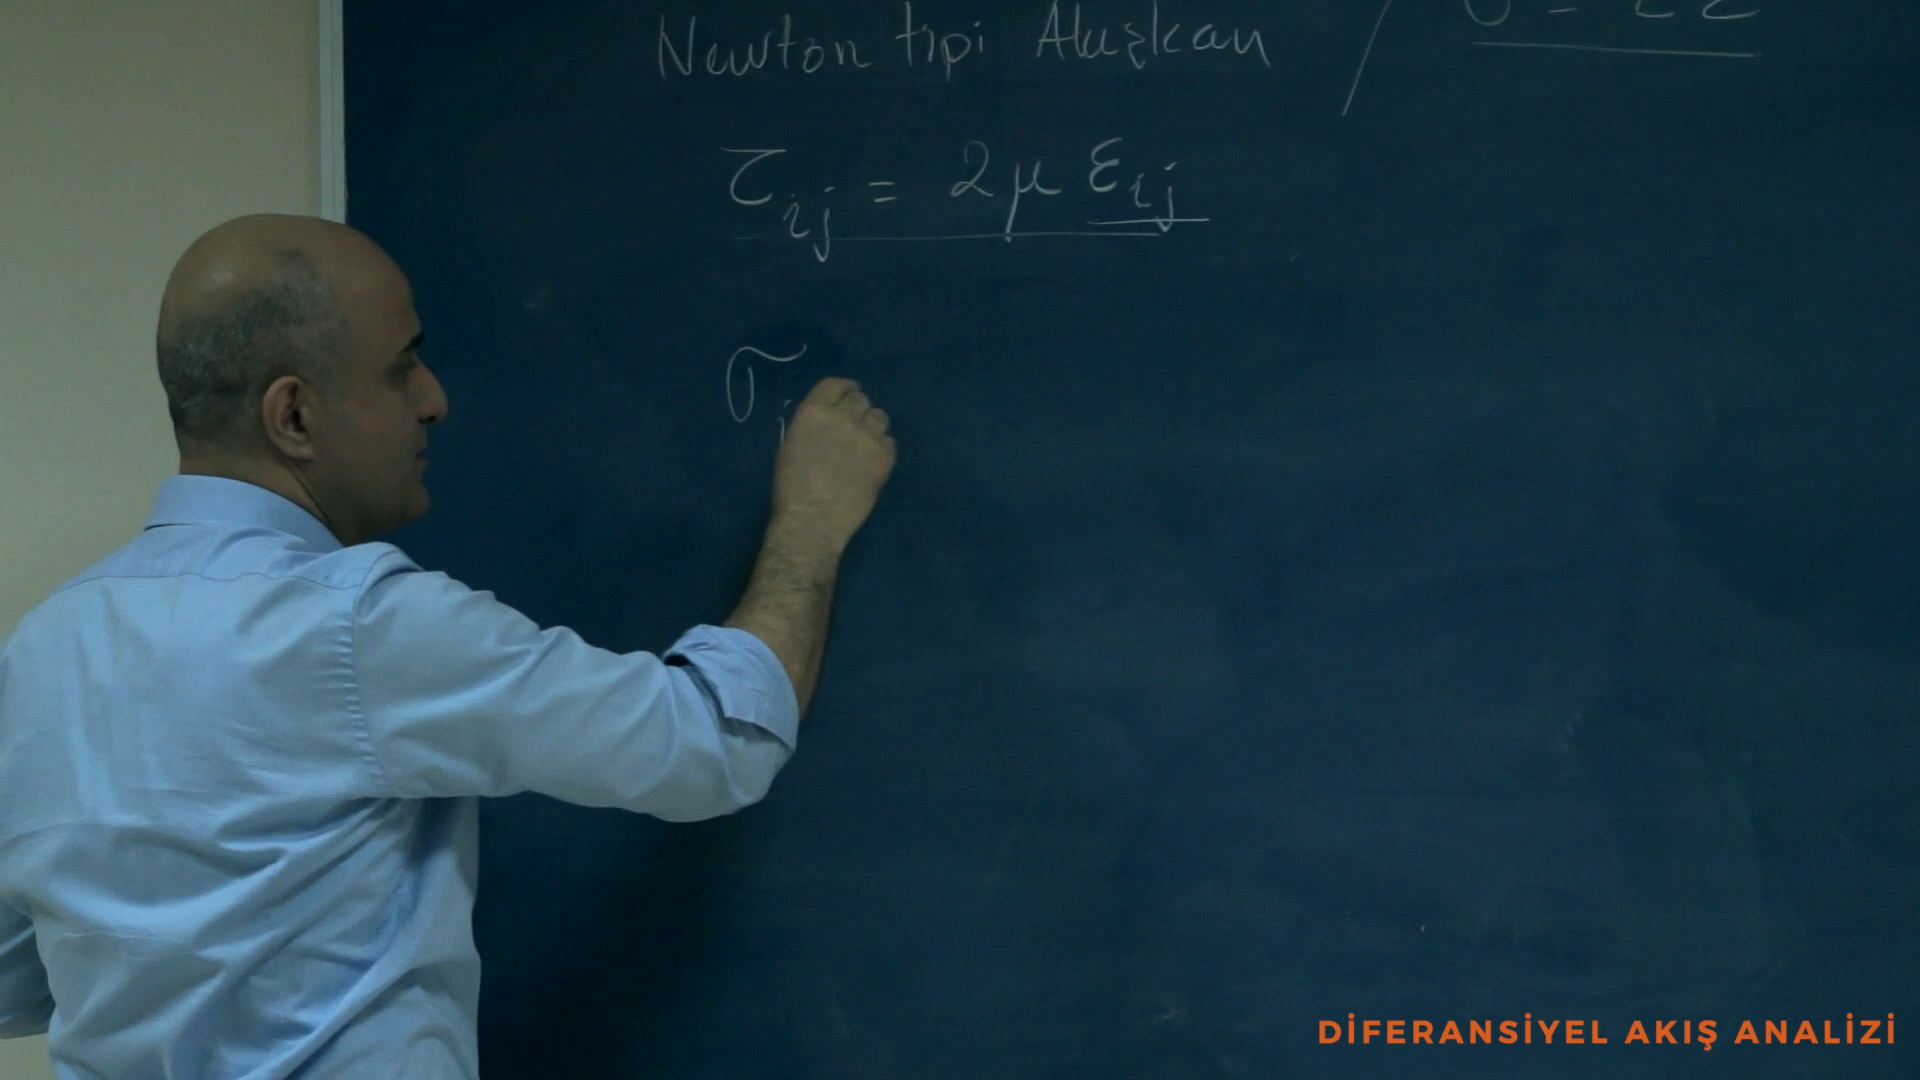 Newton tipi Akışkan
τij = 2μ εij
σ
DİFERANSİYEL AKIŞ ANALİZİ